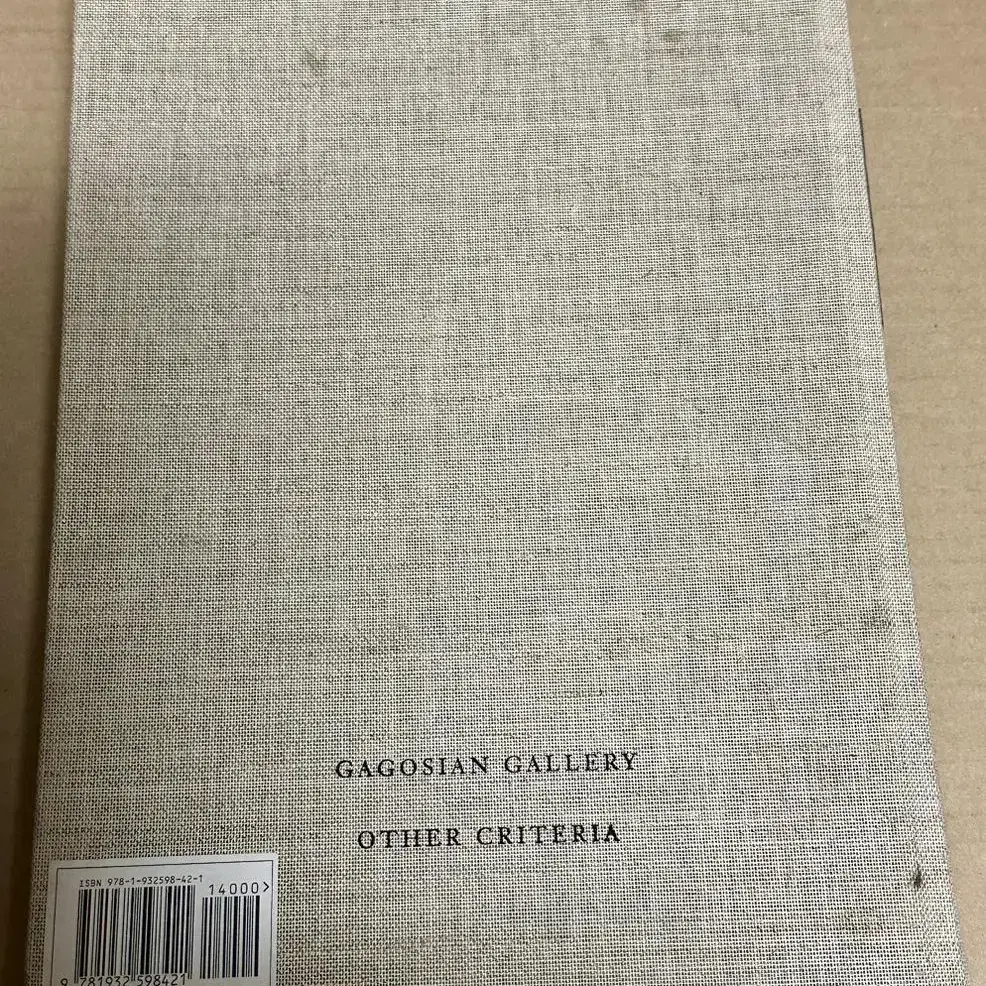 GAGOSIAN GALLERY
OTHER CRITERIA
ISBN 978-1-932598-42-1
14000>
9 781932 598421